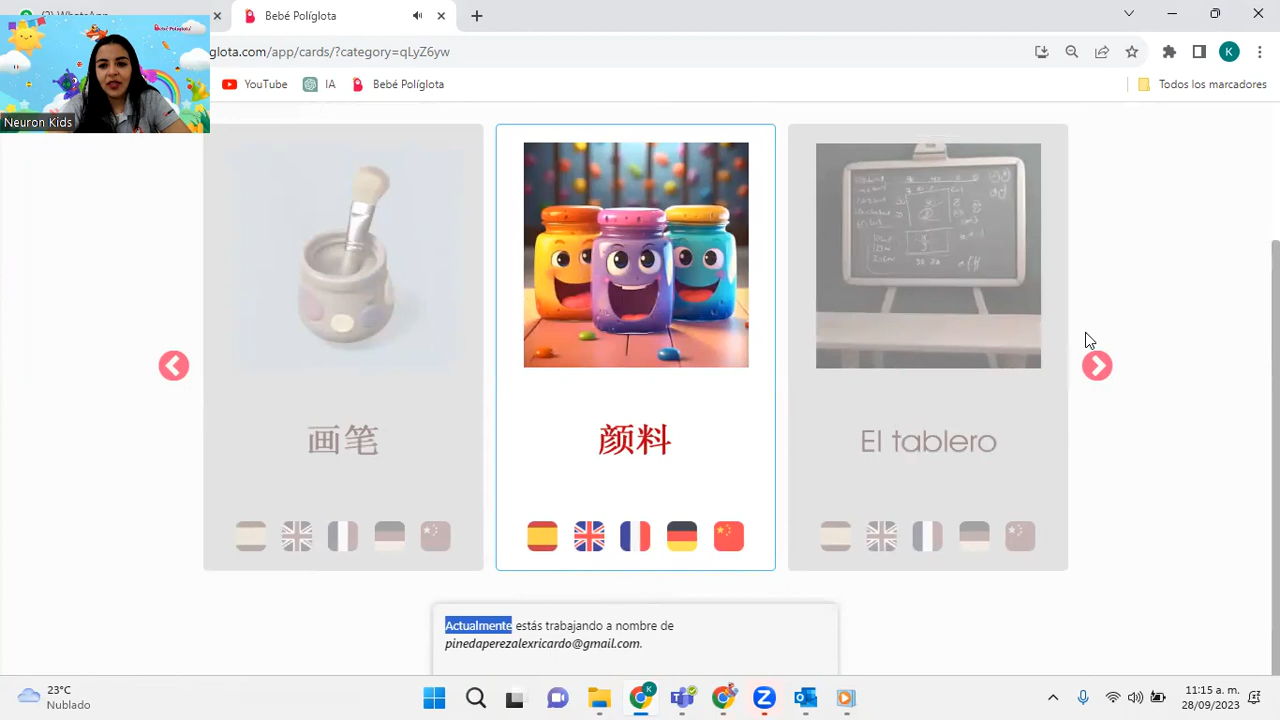 Bebé Políglota
glota.com/app/cards/?category=qLyZ6yw
YouTube
IA
Bebé Políglota
Todos los marcadores
K
Bebé Políglota
Neuron Kids
画笔
颜料
El tablero
Actualmente estás trabajando a nombre de
pinedaperezalexricardo@gmail.com.
23°C
Nublado
11:15 a. m.
28/09/2023